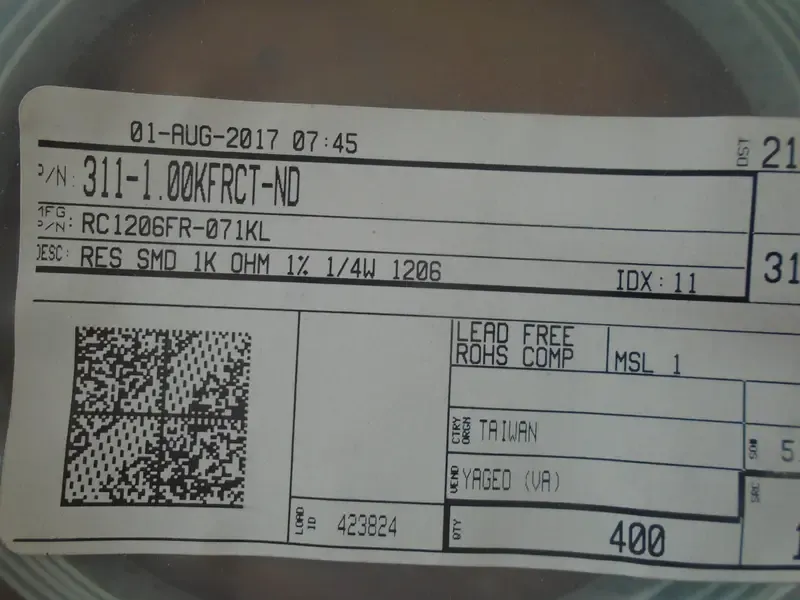 01-AUG-2017 07:45
DST 21
P/N: 311-1.00KFRCT-ND
MFG P/N: RC1206FR-071KL
DESC: RES SMD 1K OHM 1% 1/4W 1206
IDX: 11
31
LEAD FREE
ROHS COMP
MSL 1
CTRY ORGN TAIWAN
5
VEND YAGEO (VA)
SRC
LOAD ID 423824
QTY 400
1